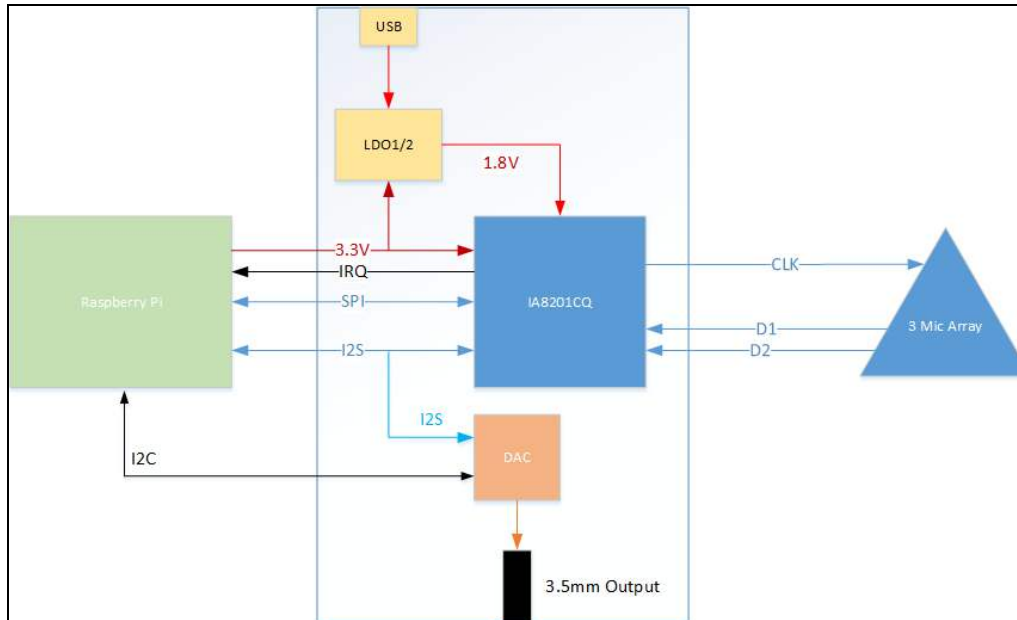 USB
LDO1/2
1.8V
3.3V
IRQ
CLK
Raspberry Pi
SPI
IA8201CQ
3 Mic Array
D1
I2S
D2
I2S
I2C
DAC
3.5mm Output